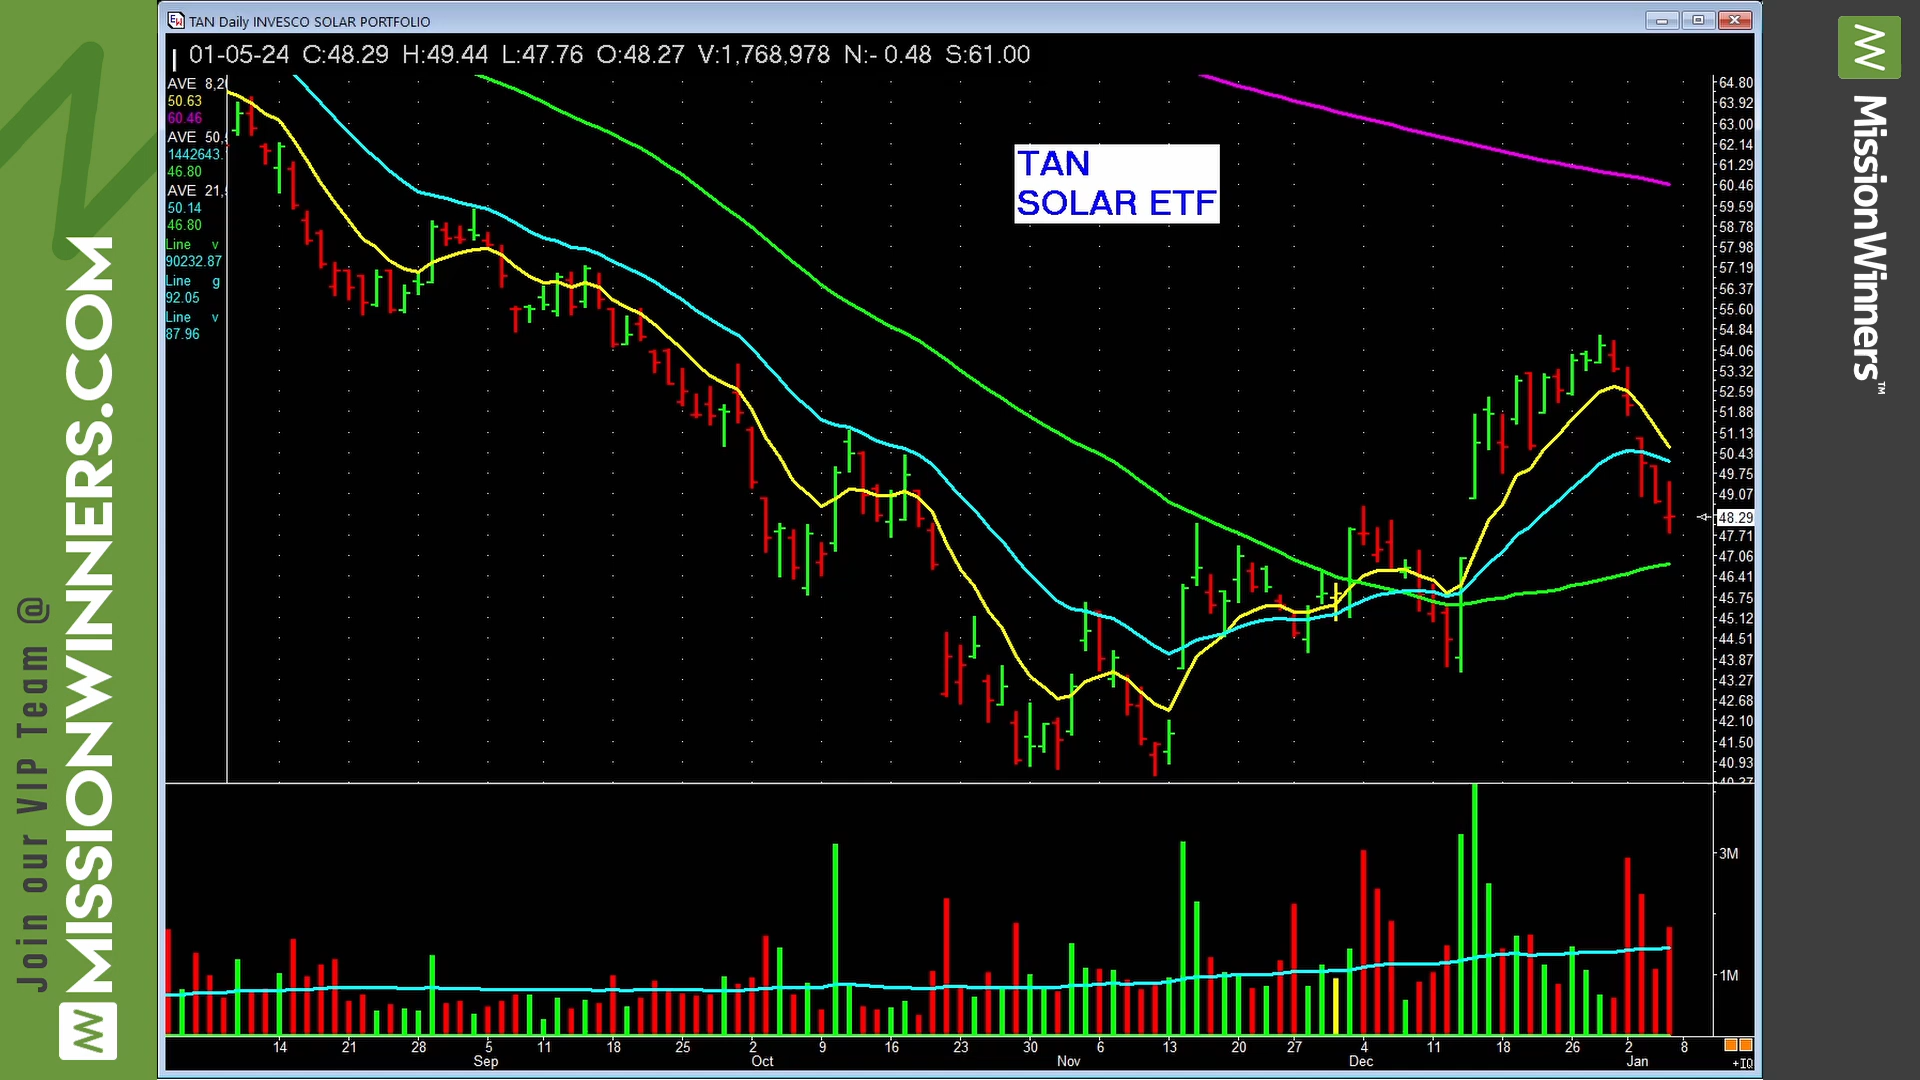 TAN Daily INVESCO SOLAR PORTFOLIO
01-05-24 C:48.29 H:49.44 L:47.76 O:48.27 V:1,768,978 N:- 0.48 S:61.00
AVE 8,20
50.63
60.46
AVE 50,
1442643.
46.80
AVE 21,
50.14
46.80
Line v
90232.87
Line g
92.05
Line v
87.96
TAN
SOLAR ETF
64.80
63.92
63.00
62.14
61.29
60.46
59.59
58.78
57.98
57.19
56.37
55.60
54.84
54.06
53.32
52.59
51.88
51.13
50.43
49.75
49.07
48.29
47.71
47.06
46.41
45.75
45.12
44.51
43.87
43.27
42.68
42.10
41.50
40.93
3M
1M
14 21 28 5 11 18 25 2 9 16 23 30 6 13 20 27 4 11 18 26 2 8
Sep Oct Nov Dec Jan
+IQ
Join our VIP Team @
MISSIONWINNERS.COM
MissionWinners™